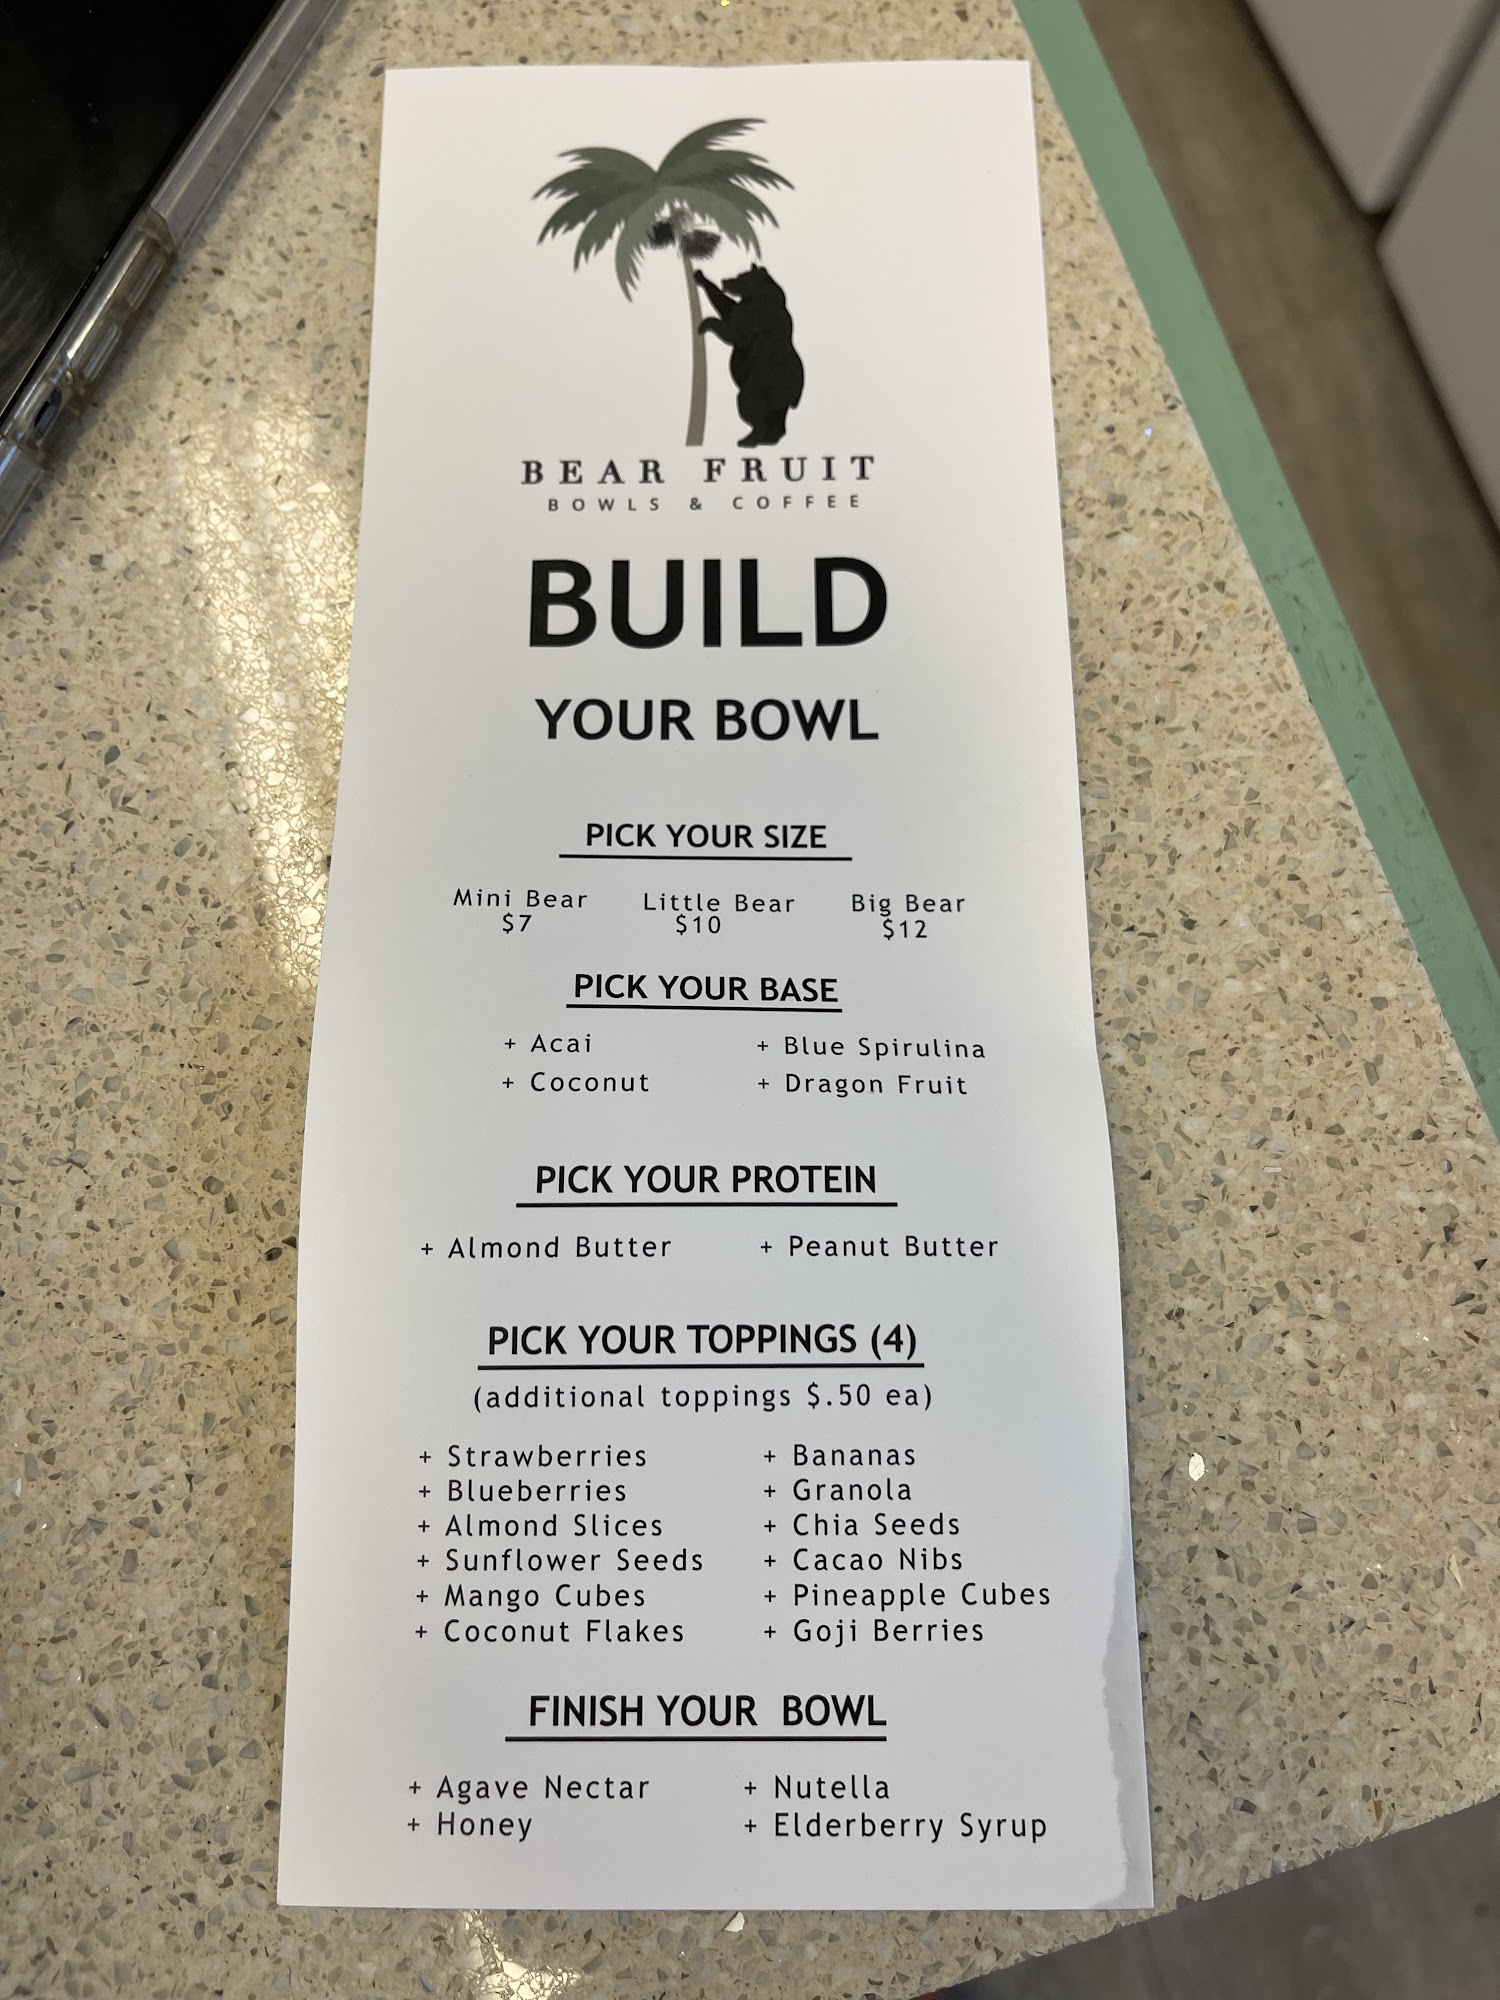 BEAR FRUIT
BOWLS & COFFEE
BUILD
YOUR BOWL
PICK YOUR SIZE
Mini Bear Little Bear Big Bear
$7 $10 $12
PICK YOUR BASE
+ Acai + Blue Spirulina
+ Coconut + Dragon Fruit
PICK YOUR PROTEIN
+ Almond Butter + Peanut Butter
PICK YOUR TOPPINGS (4)
(additional toppings $.50 ea)
+ Strawberries + Bananas
+ Blueberries + Granola
+ Almond Slices + Chia Seeds
+ Sunflower Seeds + Cacao Nibs
+ Mango Cubes + Pineapple Cubes
+ Coconut Flakes + Goji Berries
FINISH YOUR BOWL
+ Agave Nectar + Nutella
+ Honey + Elderberry Syrup